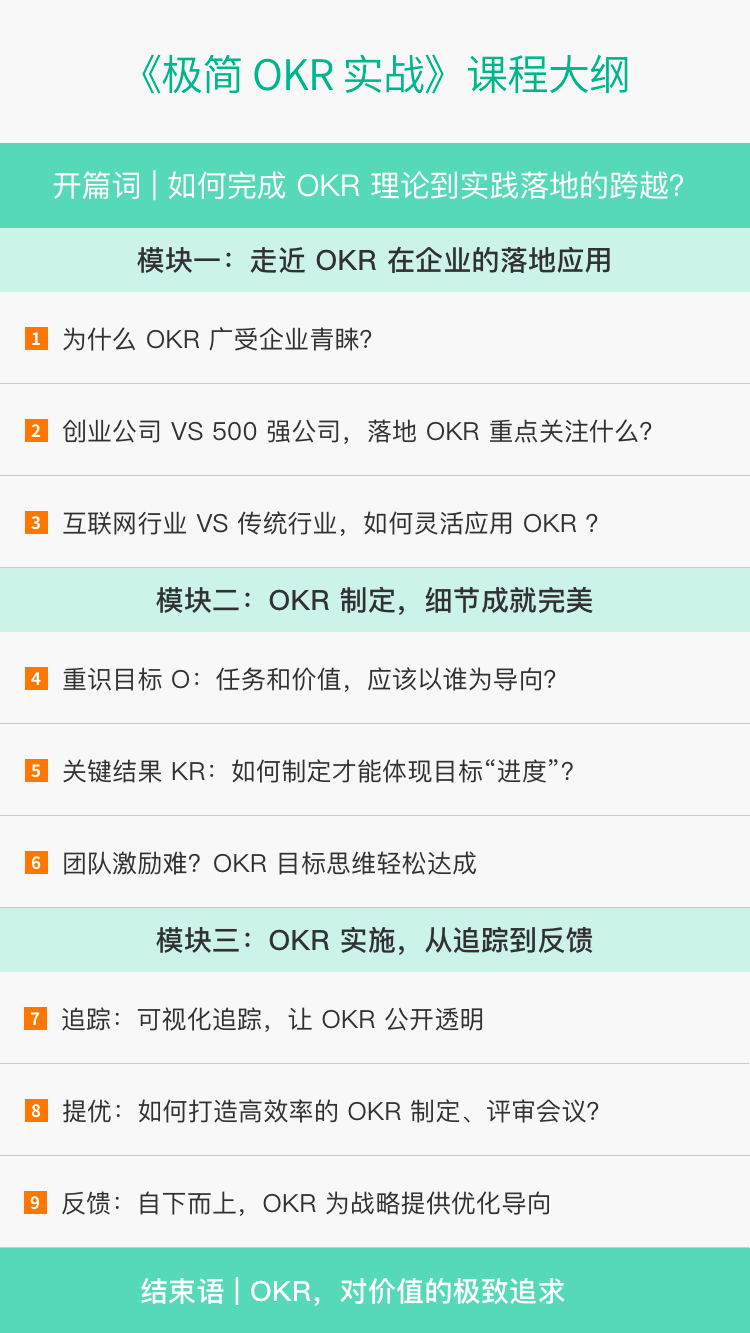 《极简 OKR 实战》课程大纲
开篇词 | 如何完成 OKR 理论到实践落地的跨越？
模块一：走近 OKR 在企业的落地应用
1 为什么 OKR 广受企业青睐？
2 创业公司 VS 500 强公司，落地 OKR 重点关注什么？
3 互联网行业 VS 传统行业，如何灵活应用 OKR ？
模块二：OKR 制定，细节成就完美
4 重识目标 O：任务和价值，应该以谁为导向？
5 关键结果 KR：如何制定才能体现目标“进度”？
6 团队激励难？OKR 目标思维轻松达成
模块三：OKR 实施，从追踪到反馈
7 追踪：可视化追踪，让 OKR 公开透明
8 提优：如何打造高效率的 OKR 制定、评审会议？
9 反馈：自下而上，OKR 为战略提供优化导向
结束语 | OKR，对价值的极致追求